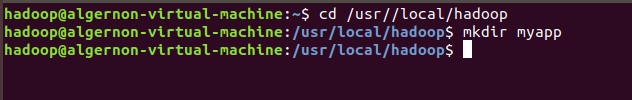 hadoop@algernon-virtual-machine:~$ cd /usr//local/hadoop
hadoop@algernon-virtual-machine:/usr/local/hadoop$ mkdir myapp
hadoop@algernon-virtual-machine:/usr/local/hadoop$